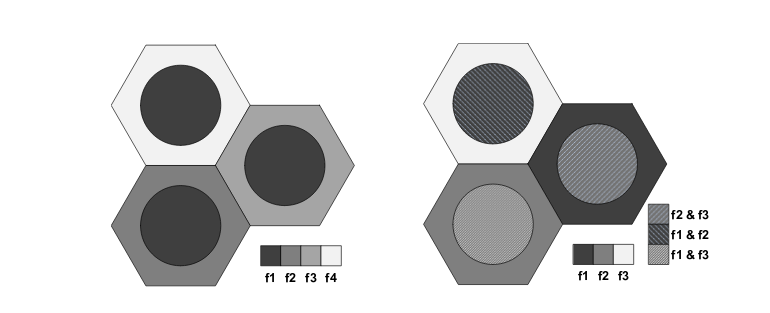 f1 f2 f3 f4
f2 & f3
f1 & f2
f1 & f3
f1 f2 f3